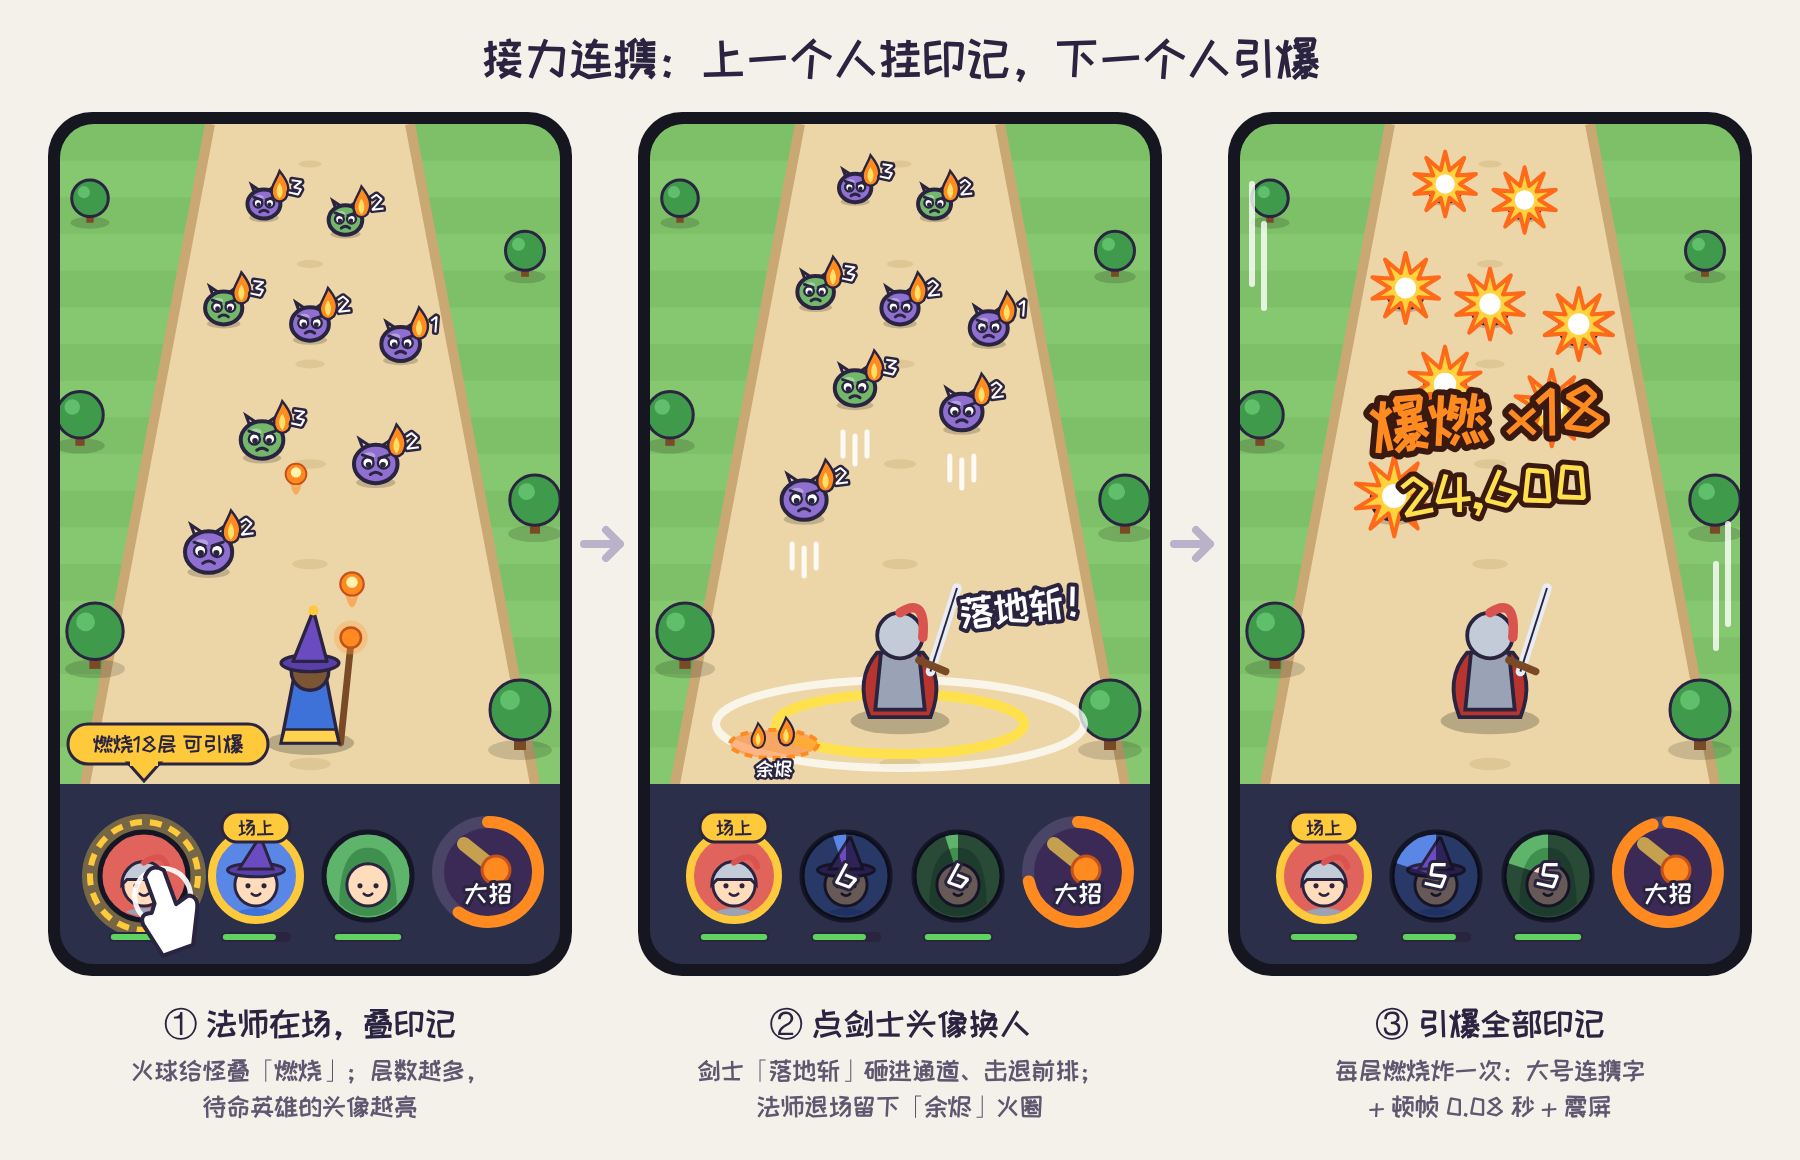 接力连携：上一个人挂印记，下一个人引爆
3
2
3
2
1
3
2
2
燃烧18层 可引爆
场上
大招
3
2
3
2
1
3
2
2
落地斩！
余烬
场上
6
6
大招
爆燃 ×18
24,600
场上
5
5
大招
① 法师在场，叠印记
火球给怪叠「燃烧」；层数越多，
待命英雄的头像越亮
② 点剑士头像换人
剑士「落地斩」砸进通道、击退前排；
法师退场留下「余烬」火圈
③ 引爆全部印记
每层燃烧炸一次：大号连携字
+ 顿帧 0.08 秒 + 震屏